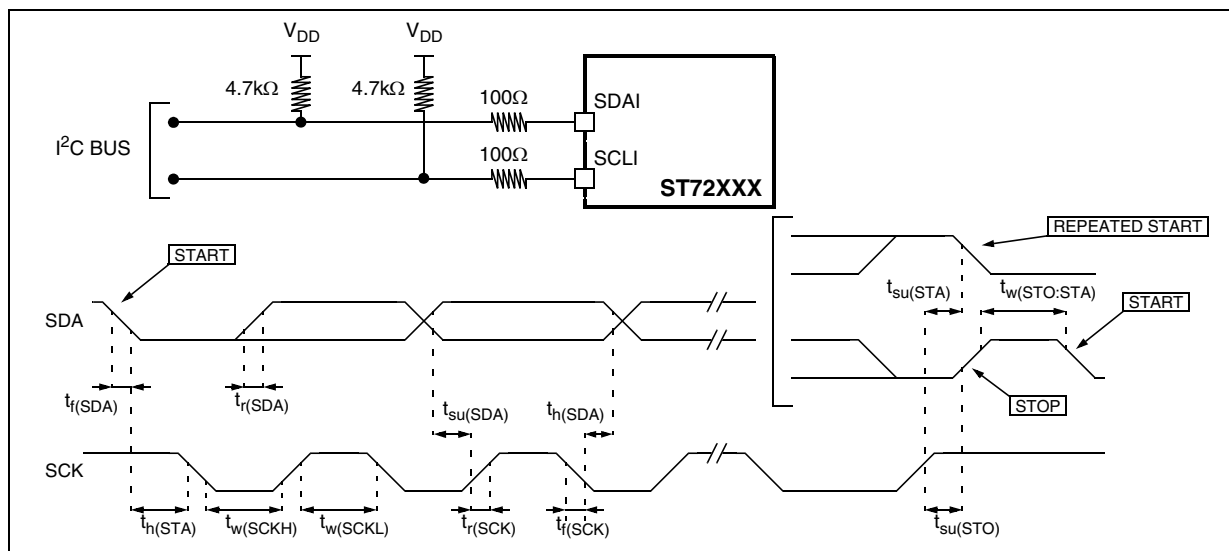 V_DD V_DD
4.7kΩ 4.7kΩ
100Ω
SDAI
I²C BUS
100Ω
SCLI
ST72XXX
REPEATED START
START
t_su(STA) t_w(STO:STA)
START
SDA
STOP
t_f(SDA) t_r(SDA)
t_su(SDA) t_h(SDA)
SCK
t_h(STA) t_w(SCKH) t_w(SCKL) t_r(SCK) t_f(SCK) t_su(STO)